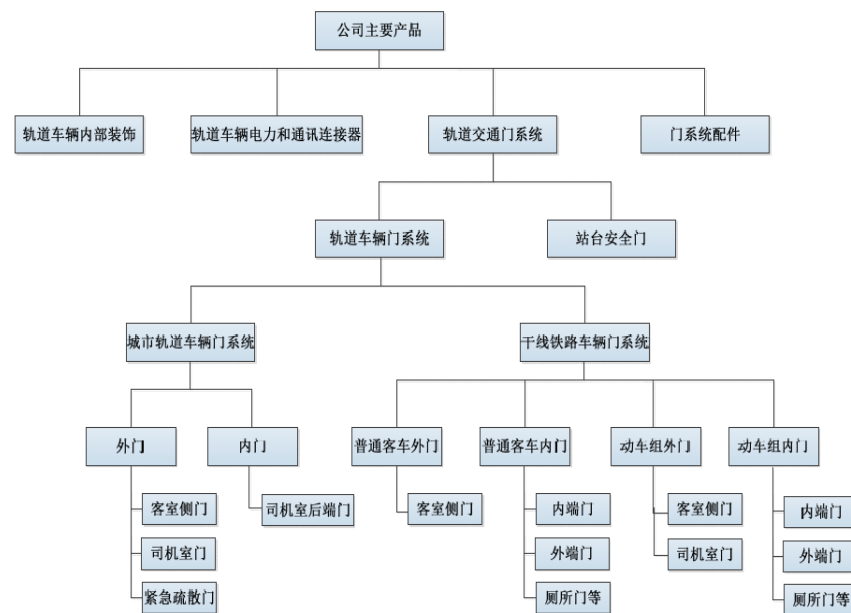 公司主要产品
轨道车辆内部装饰
轨道车辆电力和通讯连接器
轨道交通门系统
门系统配件
轨道车辆门系统
站台安全门
城市轨道车辆门系统
干线铁路车辆门系统
外门
内门
普通客车外门
普通客车内门
动车组外门
动车组内门
客室侧门
司机室门
紧急疏散门
司机室后端门
客室侧门
内端门
外端门
厕所门等
客室侧门
司机室门
内端门
外端门
厕所门等